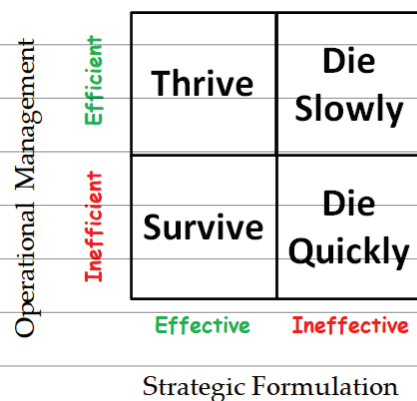 Operational Management
Efficient
Inefficient
Thrive
Die
Slowly
Survive
Die
Quickly
Effective
Ineffective
Strategic Formulation